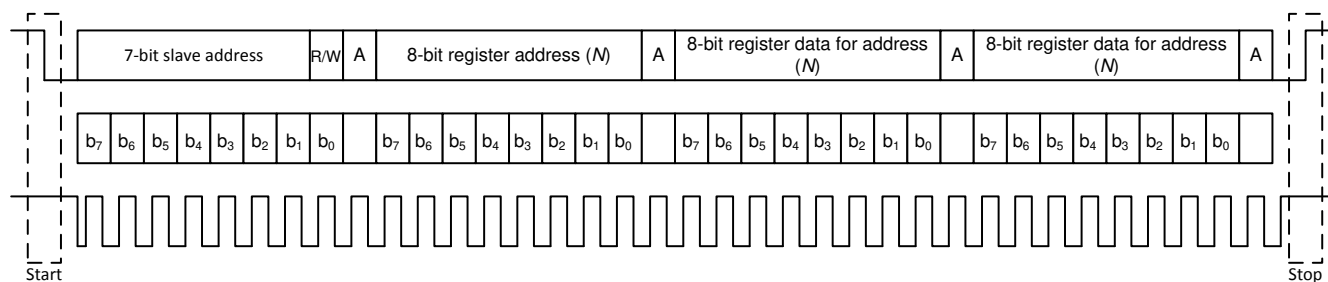 7-bit slave address R/W A 8-bit register address (N) A 8-bit register data for address (N) A 8-bit register data for address (N) A
b7 b6 b5 b4 b3 b2 b1 b0 b7 b6 b5 b4 b3 b2 b1 b0 b7 b6 b5 b4 b3 b2 b1 b0 b7 b6 b5 b4 b3 b2 b1 b0
Start Stop